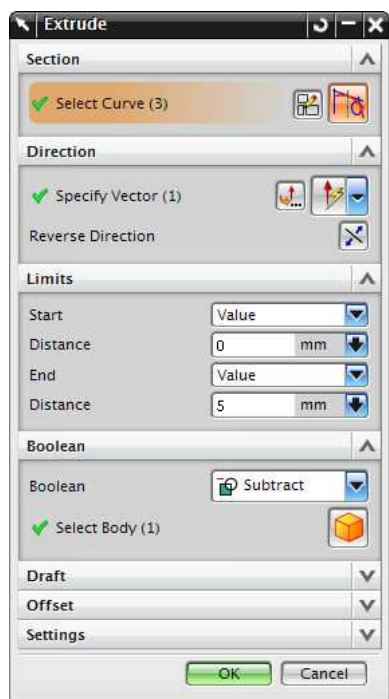 Extrude
Section
Select Curve (3)
Direction
Specify Vector (1)
Reverse Direction
Limits
Start Value
Distance 0 mm
End Value
Distance 5 mm
Boolean
Boolean Subtract
Select Body (1)
Draft
Offset
Settings
OK Cancel